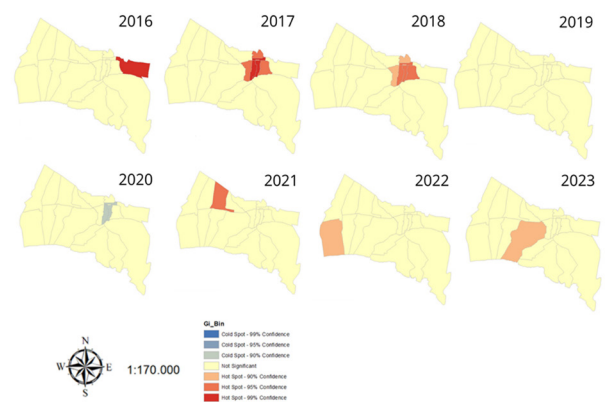 2016
2017
2018
2019
2020
2021
2022
2023
N
W E
S
1:170.000
Gi_Bin
Cold Spot - 99% Confidence
Cold Spot - 95% Confidence
Cold Spot - 90% Confidence
Not Significant
Hot Spot - 90% Confidence
Hot Spot - 95% Confidence
Hot Spot - 99% Confidence